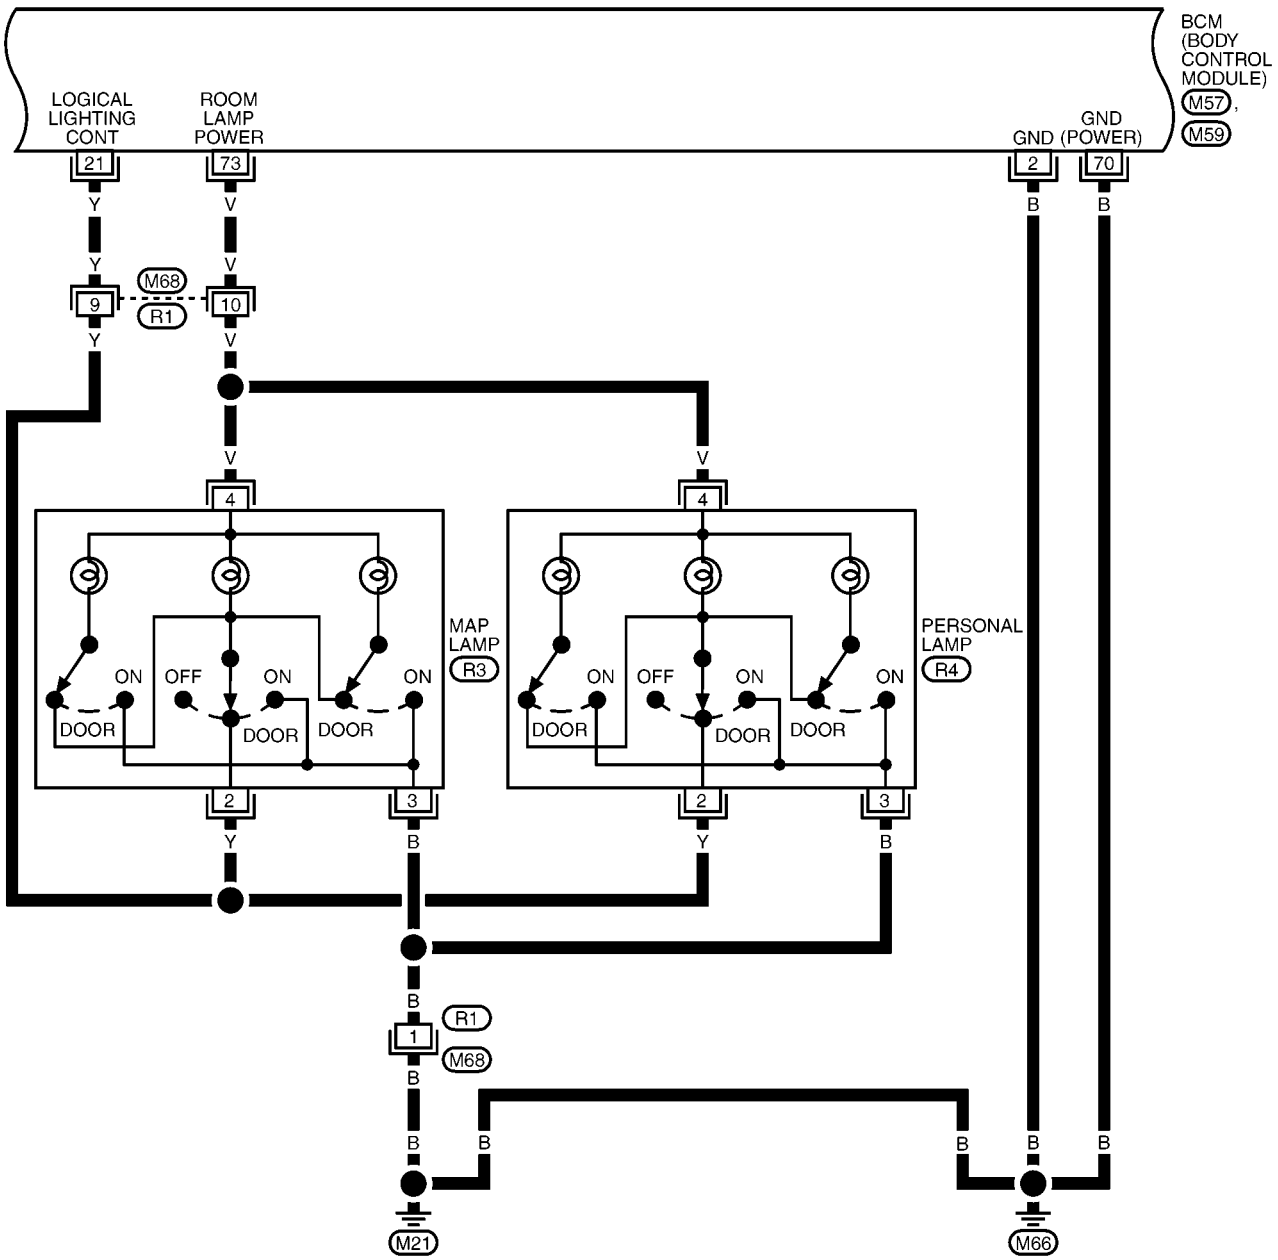 BCM
(BODY
CONTROL
MODULE)
M57 ,
M59
LOGICAL
LIGHTING
CONT
ROOM
LAMP
POWER
GND
GND
(POWER)
21
73
2
70
Y
V
B
B
Y
V
M68
9
10
R1
Y
V
V
V
4
4
MAP
LAMP
R3
PERSONAL
LAMP
R4
ON
OFF
ON
ON
DOOR
DOOR
DOOR
ON
OFF
ON
ON
DOOR
DOOR
DOOR
2
3
2
3
Y
B
Y
B
B
R1
1
M68
B
B
B
B
B
B
M21
M66